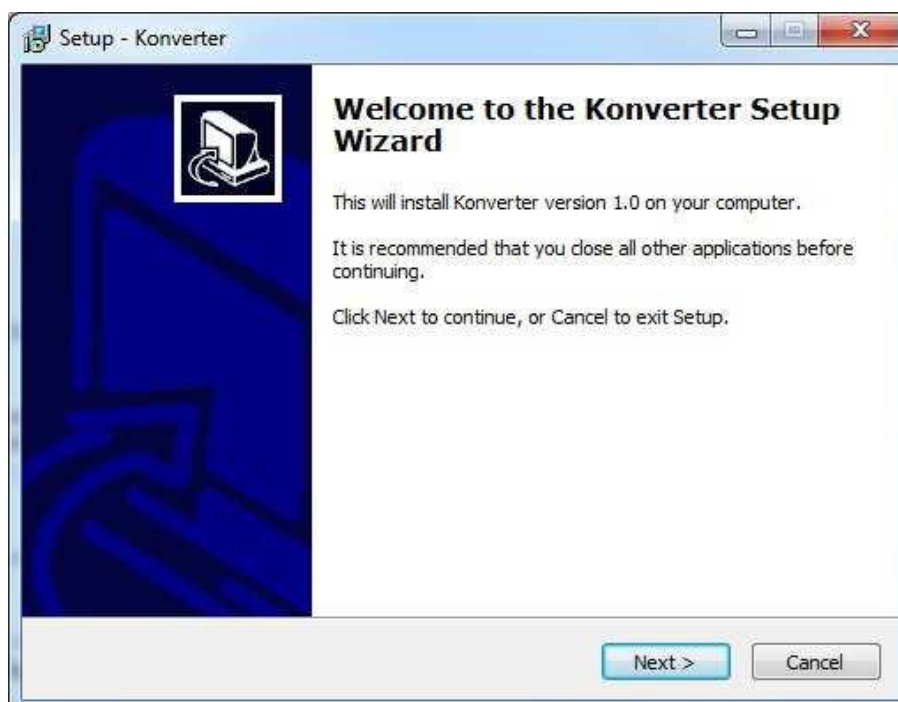 Setup - Konverter
Welcome to the Konverter Setup
Wizard
This will install Konverter version 1.0 on your computer.
It is recommended that you close all other applications before
continuing.
Click Next to continue, or Cancel to exit Setup.
Next >
Cancel